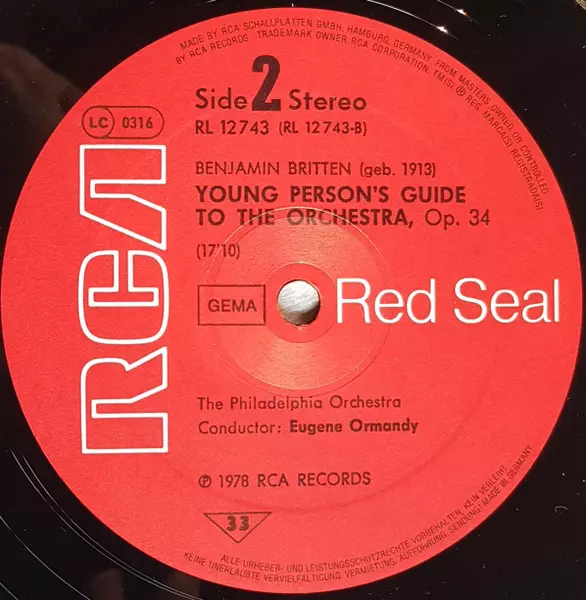 MADE BY RCA SCHALLPLATTEN GMBH, HAMBURG, GERMANY, FROM MASTERS OWNED OR CONTROLLED
BY RCA RECORDS TRADEMARK OWNER RCA CORPORATION, TM(S) ® REG. MARCA(S) REGISTRADA(S)
Side 2 Stereo
RL 12743 (RL 12743-B)
LC 0316
BENJAMIN BRITTEN (geb. 1913)
YOUNG PERSON'S GUIDE
TO THE ORCHESTRA, Op. 34
(17'10)
RCA
GEMA
Red Seal
The Philadelphia Orchestra
Conductor: Eugene Ormandy
℗ 1978 RCA RECORDS
33
ALLE URHEBER- UND LEISTUNGSSCHUTZRECHTE VORBEHALTEN. KEIN VERLEIH!
KEINE UNERLAUBTE VERVIELFÄLTIGUNG, VERMIETUNG, AUFFÜHRUNG, SENDUNG! MADE IN GERMANY